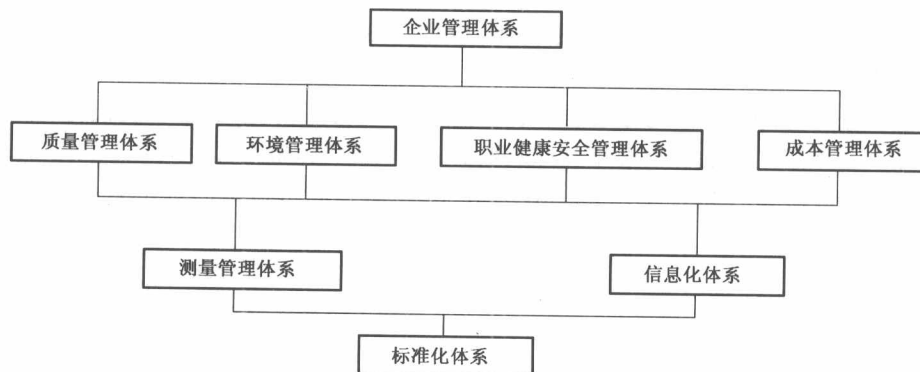 企业管理体系
质量管理体系
环境管理体系
职业健康安全管理体系
成本管理体系
测量管理体系
信息化体系
标准化体系